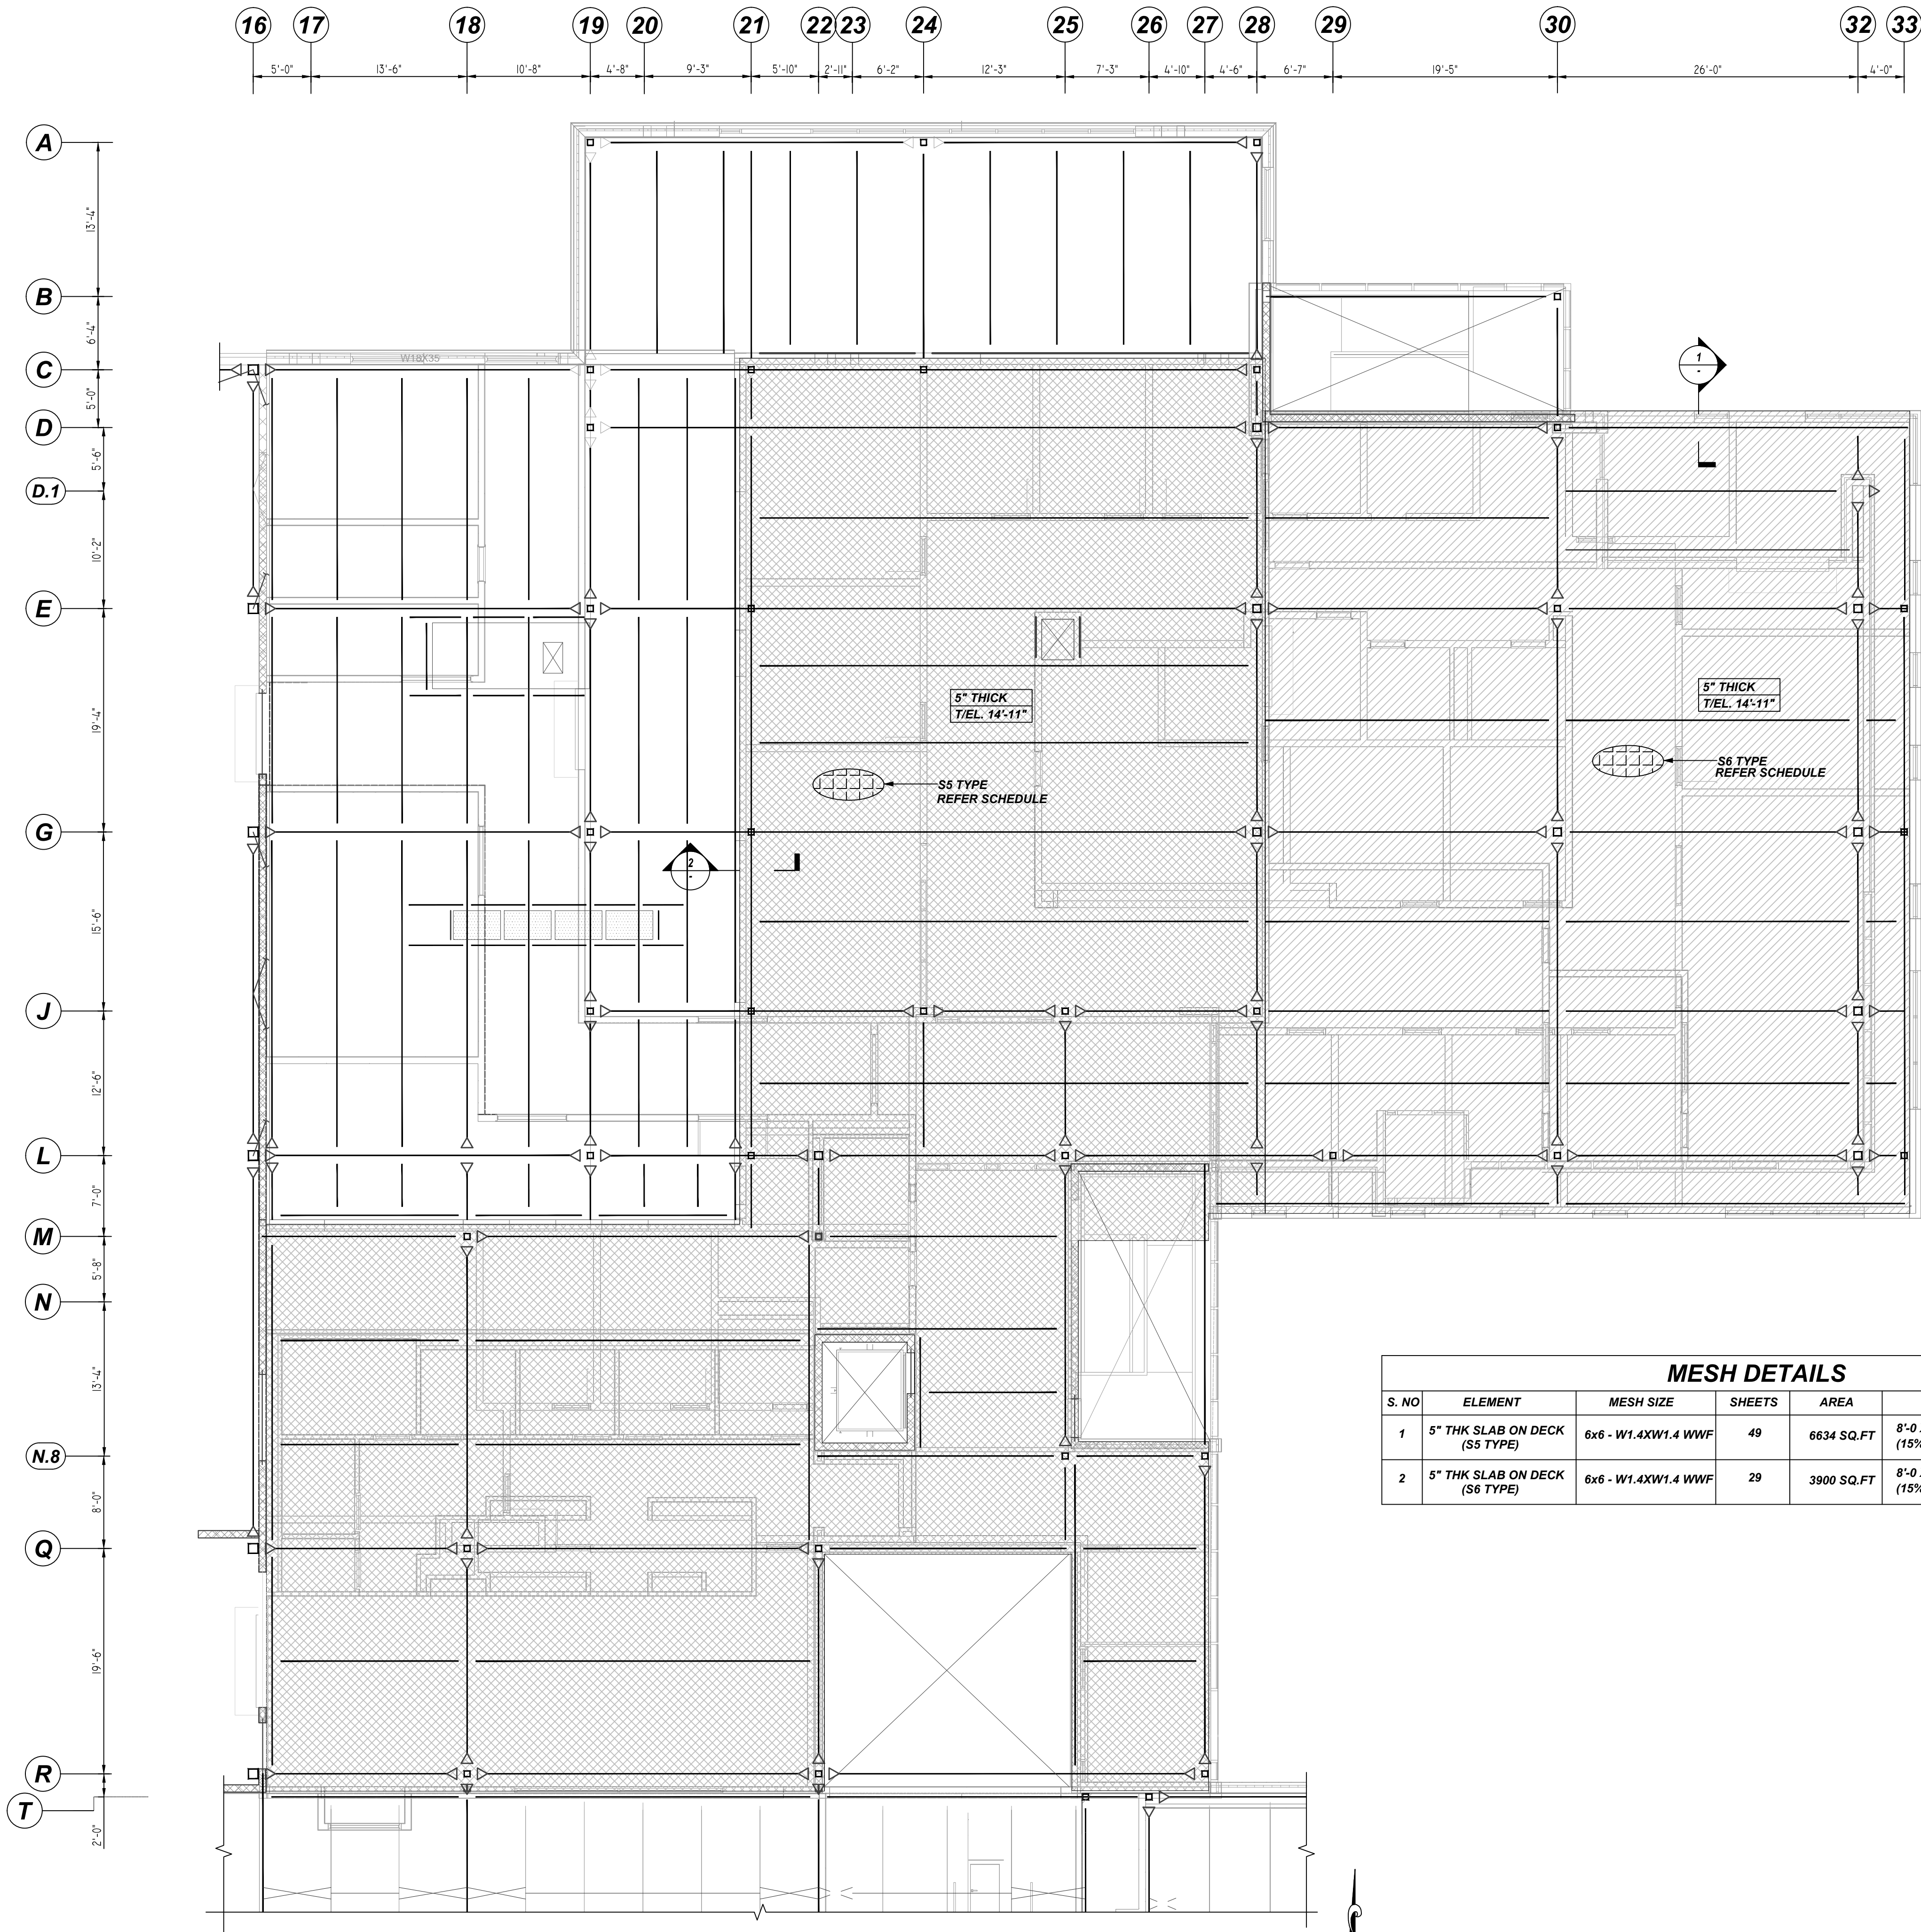 16 17 18 19 20 21 22 23 24 25 26 27 28 29 30 32 33
5'-0" 13'-6" 10'-8" 4'-8" 9'-3" 5'-10" 2'-11" 6'-2" 12'-3" 7'-3" 4'-10" 4'-6" 6'-7" 19'-5" 26'-0" 4'-0"
A
13'-4"
B
6'-4"
W18X35
C
1
-
5'-0"
D
5'-6"
D.1
10'-2"
E
19'-4"
5" THICK
T/EL. 14'-11"
5" THICK
T/EL. 14'-11"
S5 TYPE
REFER SCHEDULE
S6 TYPE
REFER SCHEDULE
G
2
-
15'-6"
J
12'-6"
L
7'-0"
M
5'-8"
N
13'-4"
N.8
8'-0"
Q
19'-6"
R
T
2'-0"
MESH DETAILS
S. NO ELEMENT MESH SIZE SHEETS AREA
1 5" THK SLAB ON DECK (S5 TYPE) 6x6 - W1.4XW1.4 WWF 49 6634 SQ.FT 8'-0 (15%
2 5" THK SLAB ON DECK (S6 TYPE) 6x6 - W1.4XW1.4 WWF 29 3900 SQ.FT 8'-0 (15%